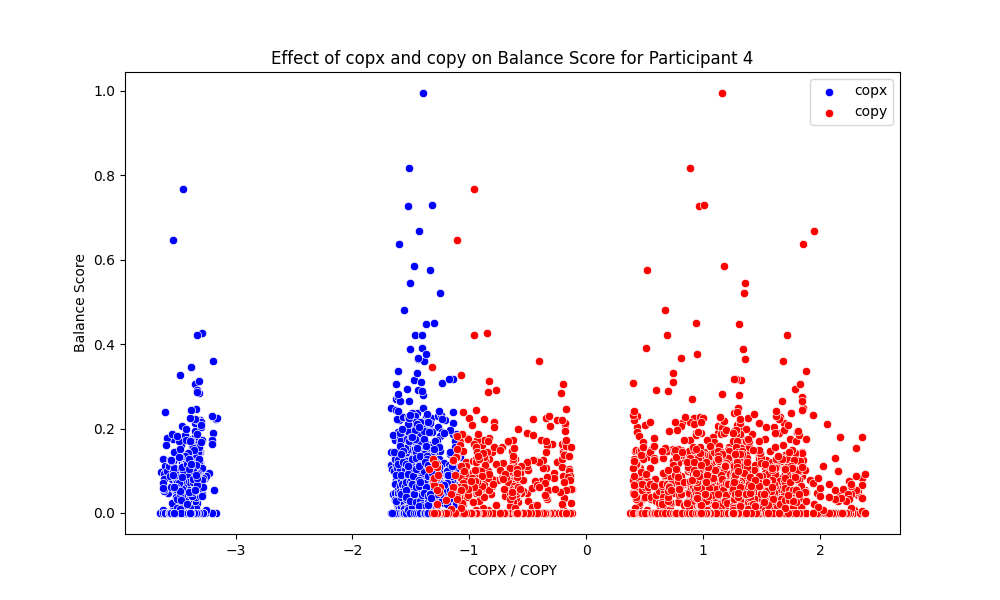 Effect of copx and copy on Balance Score for Participant 4
copx
copy
1.0
0.8
0.6
0.4
0.2
0.0
Balance Score
−3
−2
−1
0
1
2
COPX / COPY